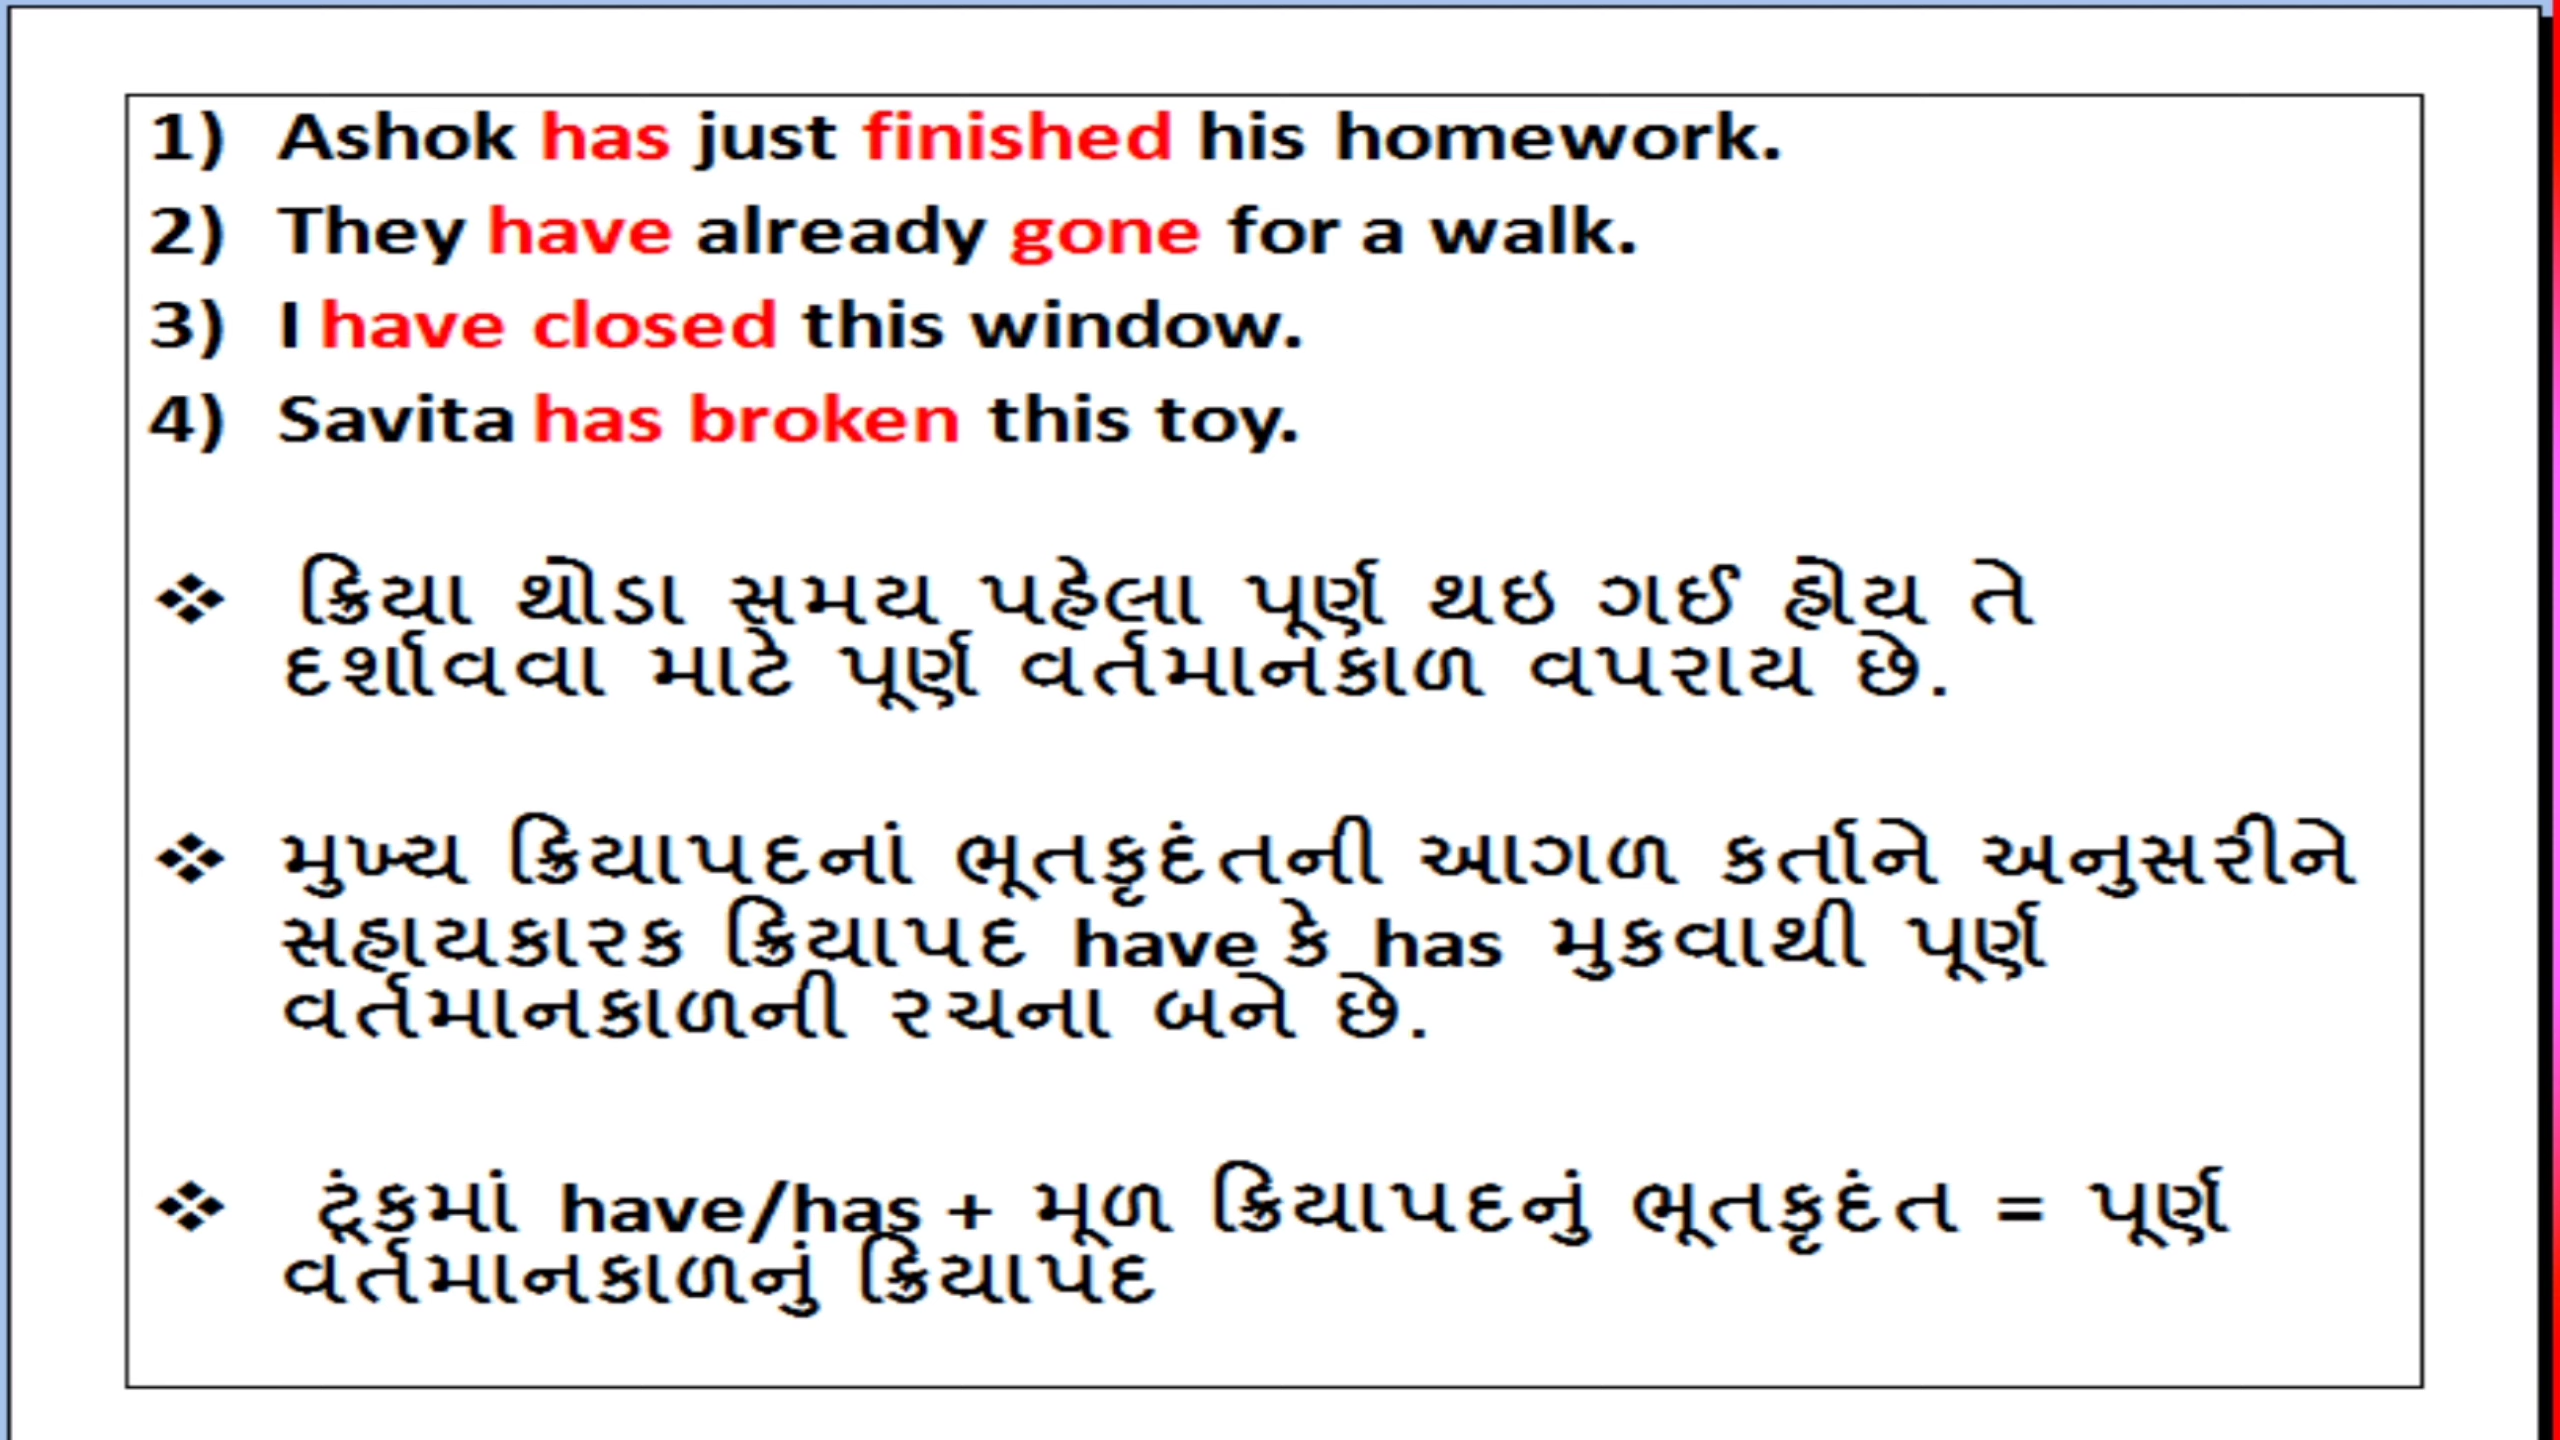 1) Ashok has just finished his homework.
2) They have already gone for a walk.
3) I have closed this window.
4) Savita has broken this toy.
❖ ક્રિયા થોડા સમય પહેલા પૂર્ણ થઇ ગઈ હોય તે
દર્શાવવા માટે પૂર્ણ વર્તમાનકાળ વપરાય છે.
❖ મુખ્ય ક્રિયાપદનાં ભૂતકૃદંતની આગળ કર્તાને અનુસરીને
સહાયકારક ક્રિયાપદ have કે has મુકવાથી પૂર્ણ
વર્તમાનકાળની રચના બને છે.
❖ ટૂંકમાં have/has + મૂળ ક્રિયાપદનું ભૂતકૃદંત = પૂર્ણ
વર્તમાનકાળનું ક્રિયાપદ